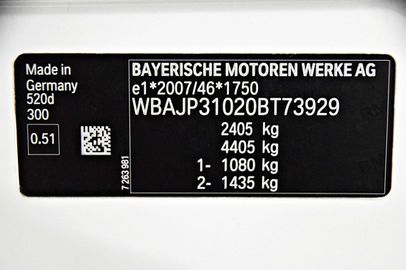 Made in
Germany
520d
300
0.51
7 263 981
BAYERISCHE MOTOREN WERKE AG
e1*2007/46*1750
WBAJP31020BT73929
2405 kg
4405 kg
1- 1080 kg
2- 1435 kg